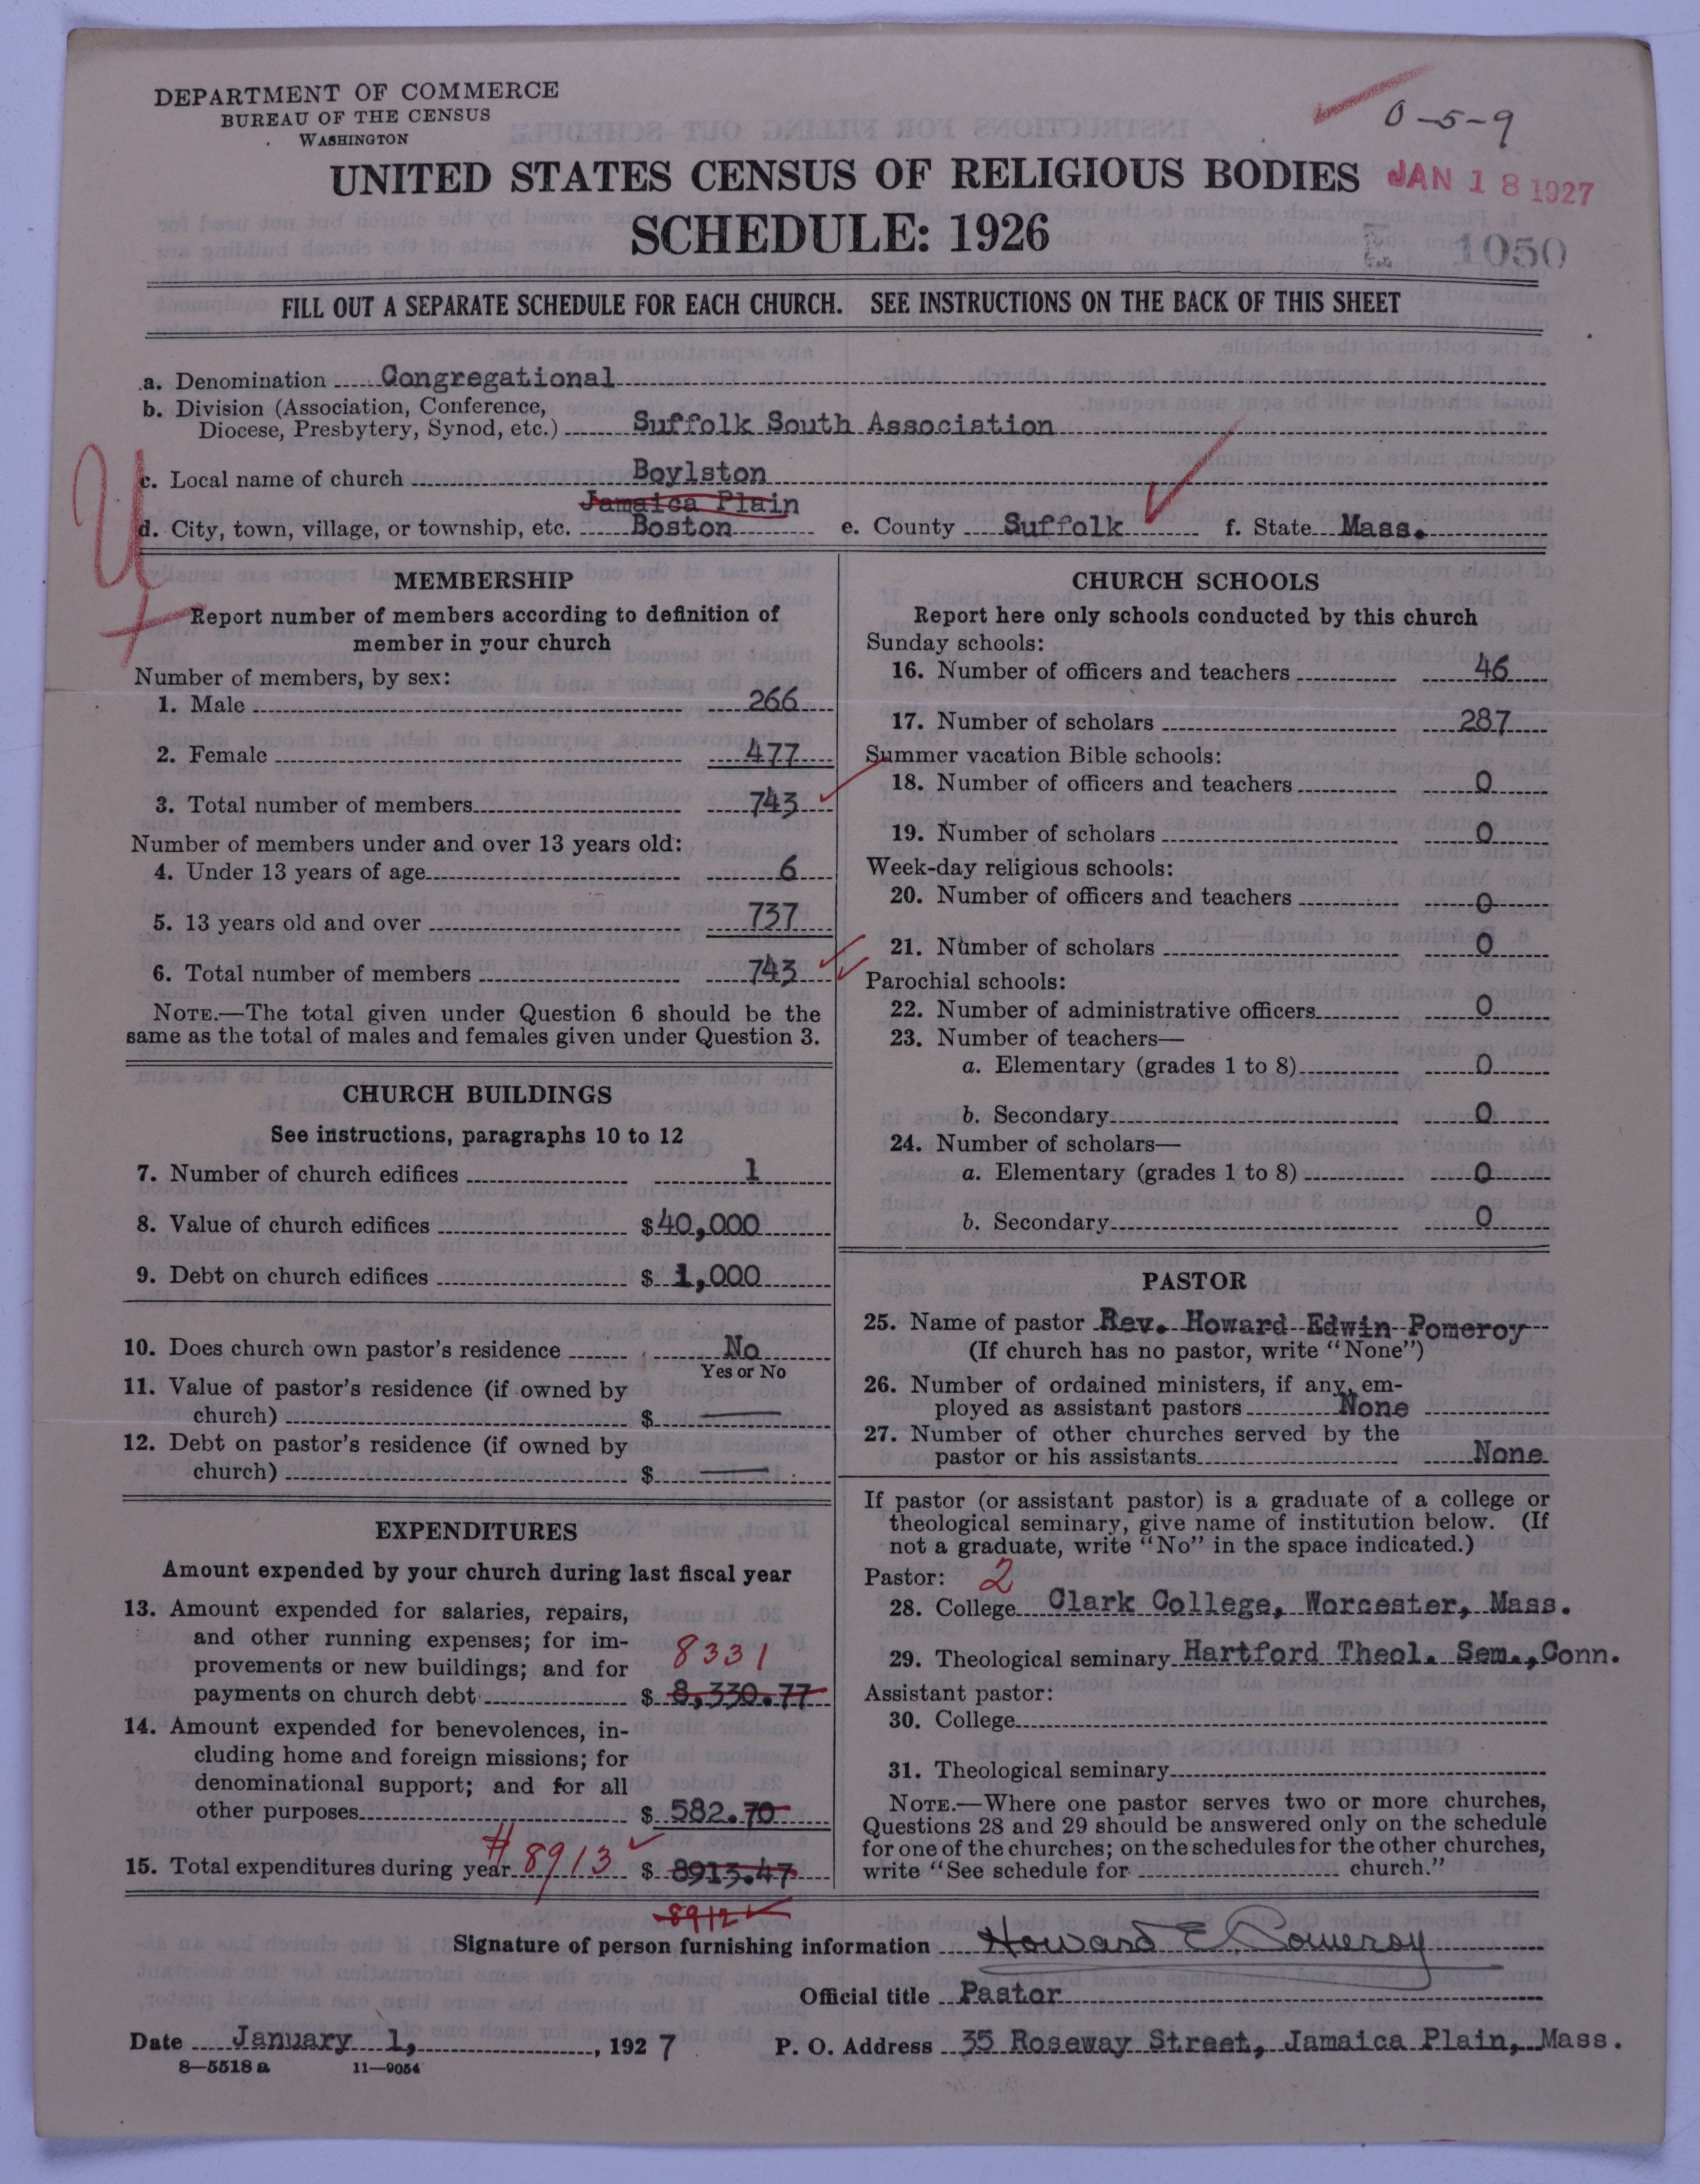 DEPARTMENT OF COMMERCE
BUREAU OF THE CENSUS
WASHINGTON
0-5-9
UNITED STATES CENSUS OF RELIGIOUS BODIES
JAN 18 1927
SCHEDULE: 1926
1050
FILL OUT A SEPARATE SCHEDULE FOR EACH CHURCH. SEE INSTRUCTIONS ON THE BACK OF THIS SHEET
a. Denomination Congregational
b. Division (Association, Conference,
Diocese, Presbytery, Synod, etc.) Suffolk South Association
c. Local name of church Boylston
Jamaica Plain
d. City, town, village, or township, etc. Boston e. County Suffolk f. State Mass.
MEMBERSHIP
Report number of members according to definition of
member in your church
Number of members, by sex:
1. Male 266
2. Female 477
3. Total number of members 743
Number of members under and over 13 years old:
4. Under 13 years of age 6
5. 13 years old and over 737
6. Total number of members 743
NOTE.—The total given under Question 6 should be the
same as the total of males and females given under Question 3.
CHURCH BUILDINGS
See instructions, paragraphs 10 to 12
7. Number of church edifices 1
8. Value of church edifices $40,000
9. Debt on church edifices $ 1,000
10. Does church own pastor's residence No
Yes or No
11. Value of pastor's residence (if owned by
church) $ —
12. Debt on pastor's residence (if owned by
church) $ —
EXPENDITURES
Amount expended by your church during last fiscal year
13. Amount expended for salaries, repairs,
and other running expenses; for im-
provements or new buildings; and for 8331
payments on church debt $ 8,330.77
14. Amount expended for benevolences, in-
cluding home and foreign missions; for
denominational support; and for all
other purposes $ 582.70
15. Total expenditures during year # 8913 $ 8913.47
8912
CHURCH SCHOOLS
Report here only schools conducted by this church
Sunday schools:
16. Number of officers and teachers 46
17. Number of scholars 287
Summer vacation Bible schools:
18. Number of officers and teachers 0
19. Number of scholars 0
Week-day religious schools:
20. Number of officers and teachers 0
21. Number of scholars 0
Parochial schools:
22. Number of administrative officers 0
23. Number of teachers—
a. Elementary (grades 1 to 8) 0
b. Secondary 0
24. Number of scholars—
a. Elementary (grades 1 to 8) 0
b. Secondary 0
PASTOR
25. Name of pastor Rev. Howard Edwin Pomeroy
(If church has no pastor, write "None")
26. Number of ordained ministers, if any, em-
ployed as assistant pastors None
27. Number of other churches served by the
pastor or his assistants None
If pastor (or assistant pastor) is a graduate of a college or
theological seminary, give name of institution below. (If
not a graduate, write "No" in the space indicated.)
Pastor: 2
28. College Clark College, Worcester, Mass.
29. Theological seminary Hartford Theol. Sem., Conn.
Assistant pastor:
30. College
31. Theological seminary
NOTE.—Where one pastor serves two or more churches,
Questions 28 and 29 should be answered only on the schedule
for one of the churches; on the schedules for the other churches,
write "See schedule for church."
Signature of person furnishing information Howard E. Pomeroy
Official title Pastor
Date January 1, 1927 P. O. Address 35 Roseway Street, Jamaica Plain, Mass.
8—5518 a 11—9054